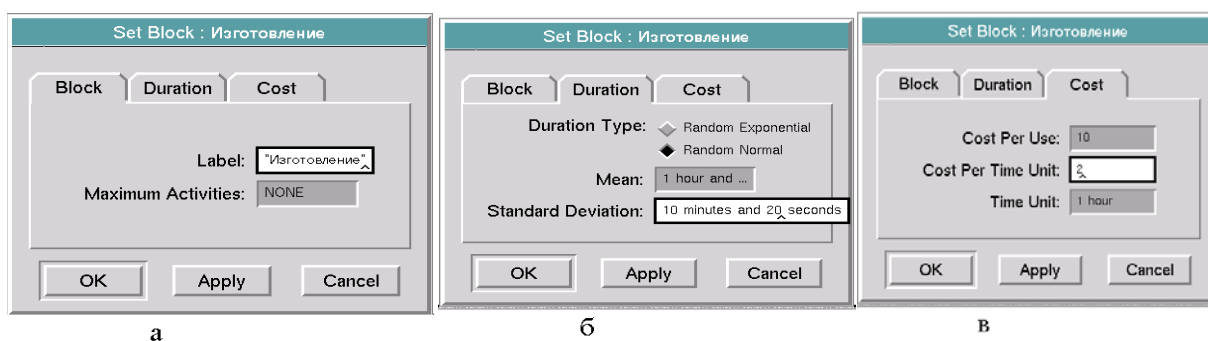 Set Block : Изготовление
Block Duration Cost
Label: "Изготовление"
Maximum Activities: NONE
OK Apply Cancel
а
Set Block : Изготовление
Block Duration Cost
Duration Type: Random Exponential
Random Normal
Mean: 1 hour and ...
Standard Deviation: 10 minutes and 20 seconds
OK Apply Cancel
б
Set Block : Изготовление
Block Duration Cost
Cost Per Use: 10
Cost Per Time Unit: 2
Time Unit: 1 hour
OK Apply Cancel
в